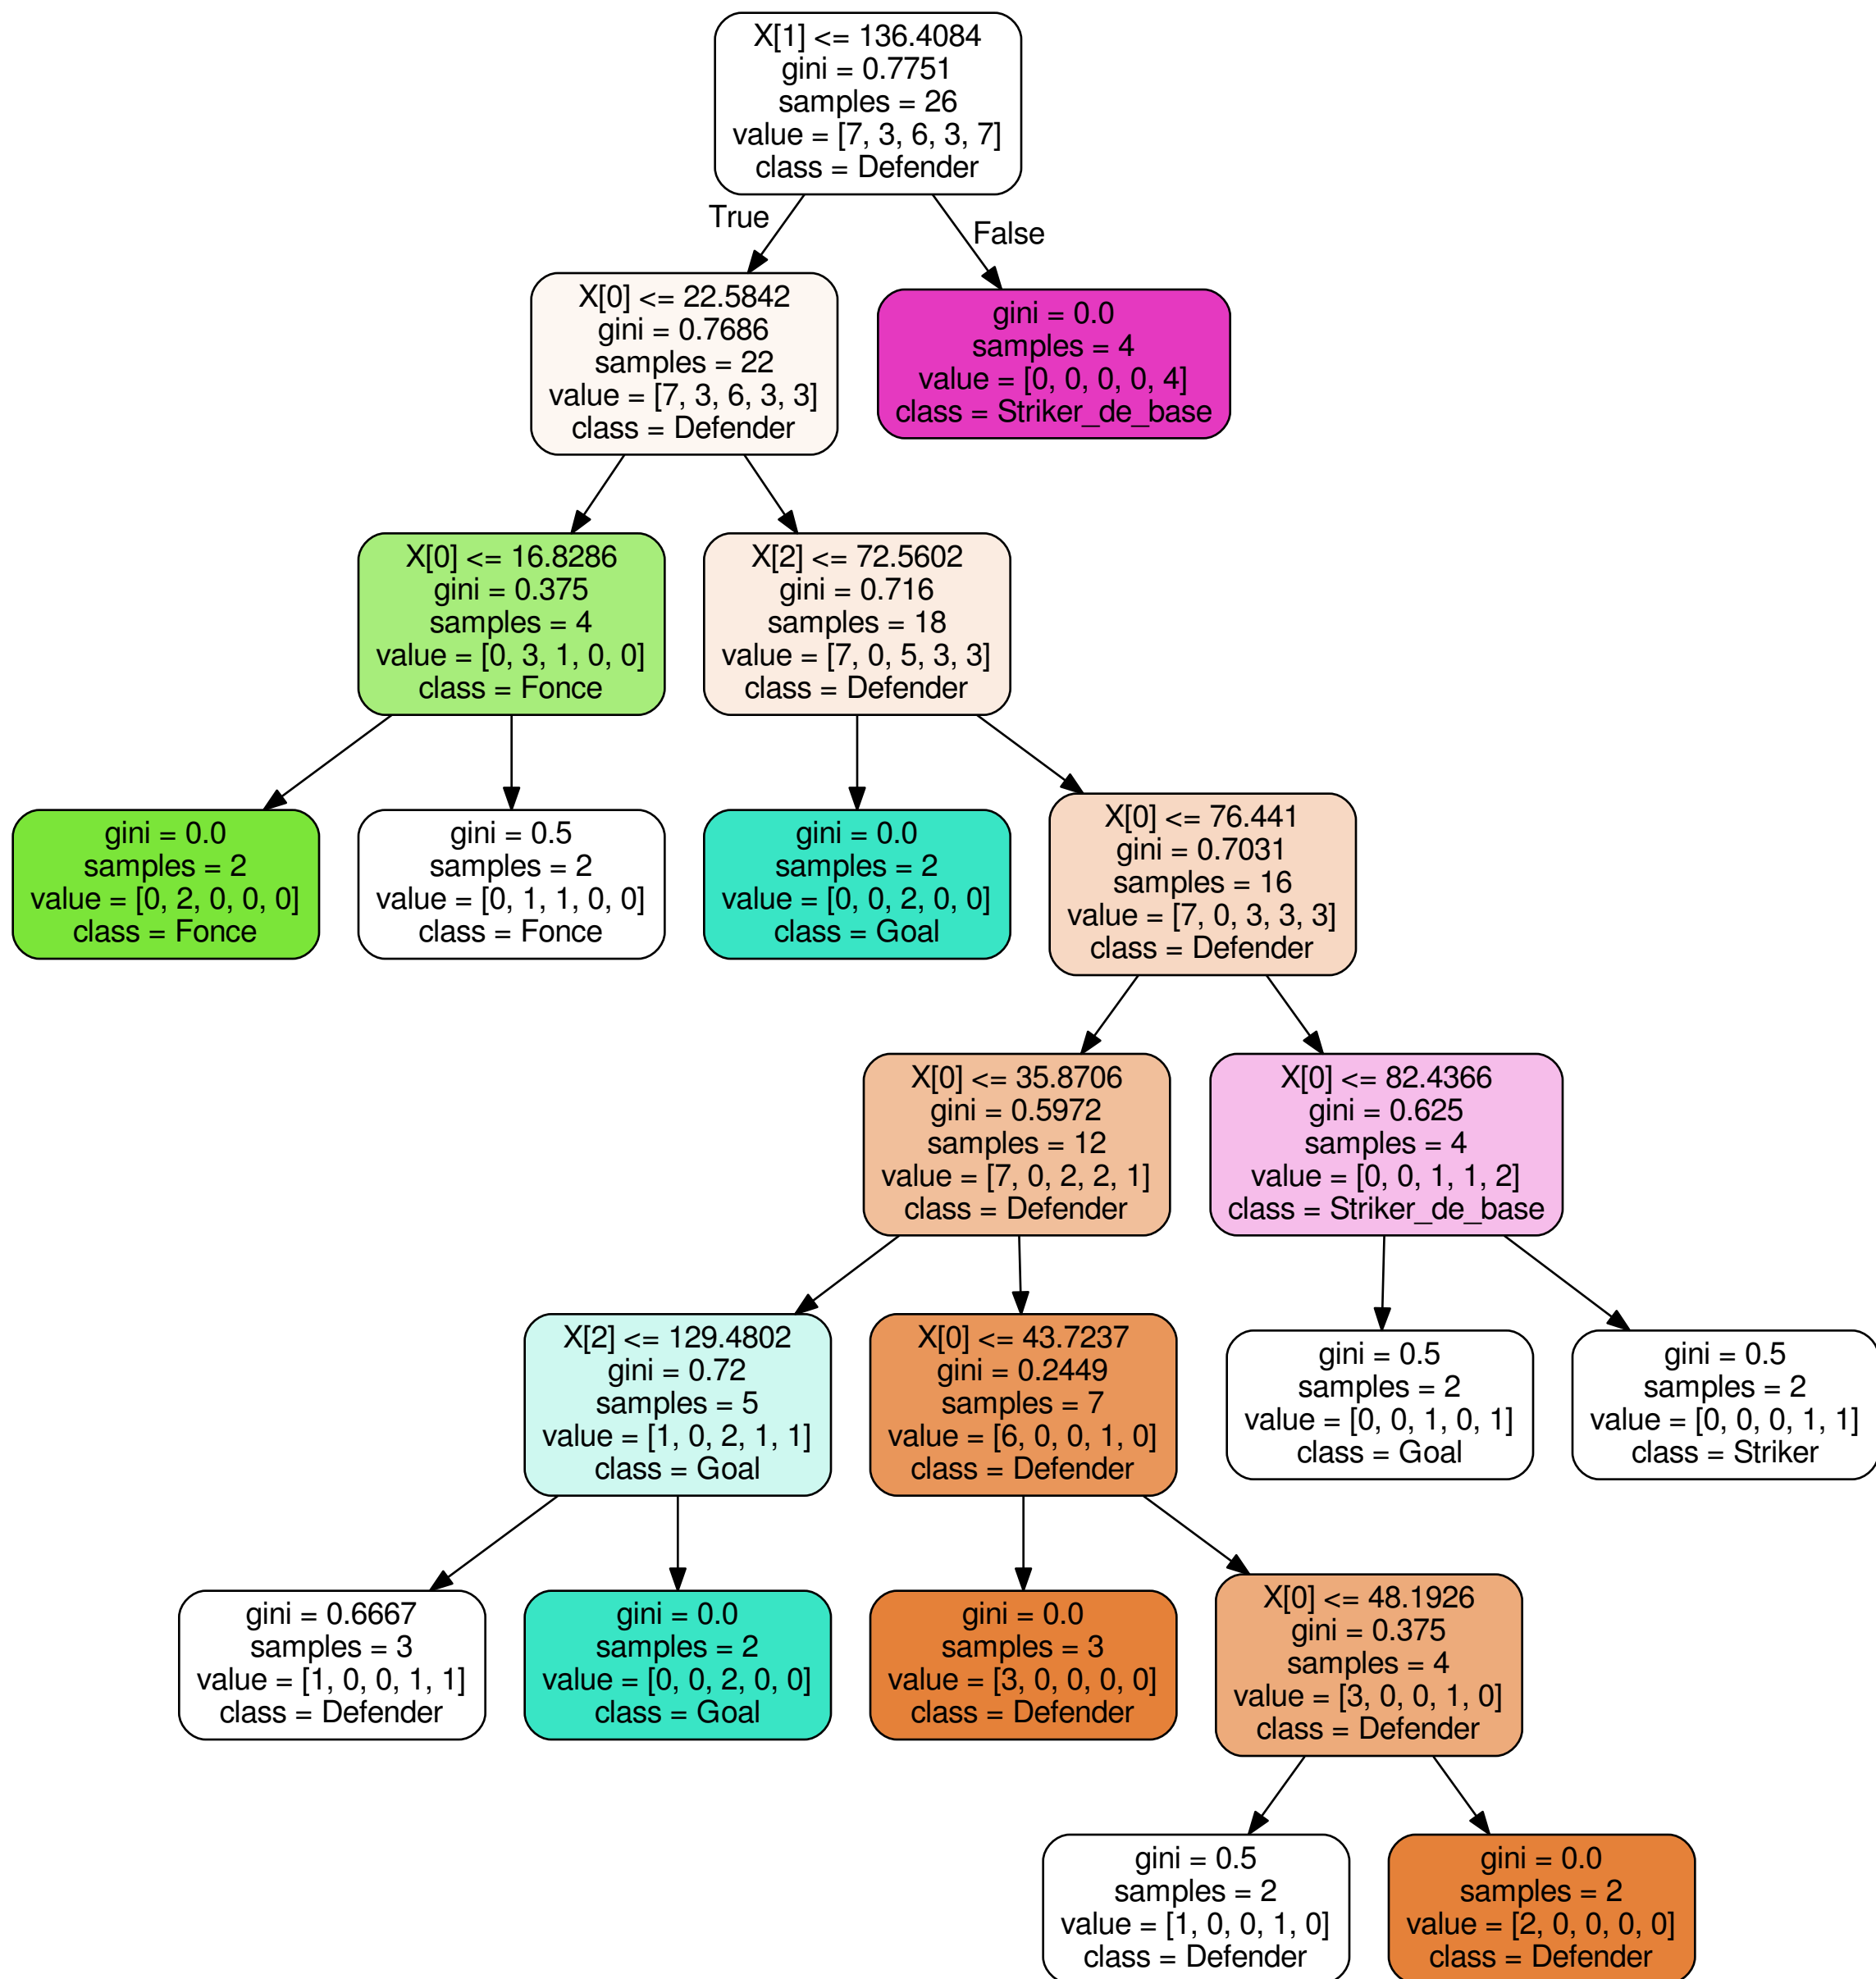 X[1] <= 136.4084
gini = 0.7751
samples = 26
value = [7, 3, 6, 3, 7]
class = Defender
True
False
X[0] <= 22.5842
gini = 0.7686
samples = 22
value = [7, 3, 6, 3, 3]
class = Defender
gini = 0.0
samples = 4
value = [0, 0, 0, 0, 4]
class = Striker_de_base
X[0] <= 16.8286
gini = 0.375
samples = 4
value = [0, 3, 1, 0, 0]
class = Fonce
X[2] <= 72.5602
gini = 0.716
samples = 18
value = [7, 0, 5, 3, 3]
class = Defender
gini = 0.0
samples = 2
value = [0, 2, 0, 0, 0]
class = Fonce
gini = 0.5
samples = 2
value = [0, 1, 1, 0, 0]
class = Fonce
gini = 0.0
samples = 2
value = [0, 0, 2, 0, 0]
class = Goal
X[0] <= 76.441
gini = 0.7031
samples = 16
value = [7, 0, 3, 3, 3]
class = Defender
X[0] <= 35.8706
gini = 0.5972
samples = 12
value = [7, 0, 2, 2, 1]
class = Defender
X[0] <= 82.4366
gini = 0.625
samples = 4
value = [0, 0, 1, 1, 2]
class = Striker_de_base
X[2] <= 129.4802
gini = 0.72
samples = 5
value = [1, 0, 2, 1, 1]
class = Goal
X[0] <= 43.7237
gini = 0.2449
samples = 7
value = [6, 0, 0, 1, 0]
class = Defender
gini = 0.5
samples = 2
value = [0, 0, 1, 0, 1]
class = Goal
gini = 0.5
samples = 2
value = [0, 0, 0, 1, 1]
class = Striker
gini = 0.6667
samples = 3
value = [1, 0, 0, 1, 1]
class = Defender
gini = 0.0
samples = 2
value = [0, 0, 2, 0, 0]
class = Goal
gini = 0.0
samples = 3
value = [3, 0, 0, 0, 0]
class = Defender
X[0] <= 48.1926
gini = 0.375
samples = 4
value = [3, 0, 0, 1, 0]
class = Defender
gini = 0.5
samples = 2
value = [1, 0, 0, 1, 0]
class = Defender
gini = 0.0
samples = 2
value = [2, 0, 0, 0, 0]
class = Defender